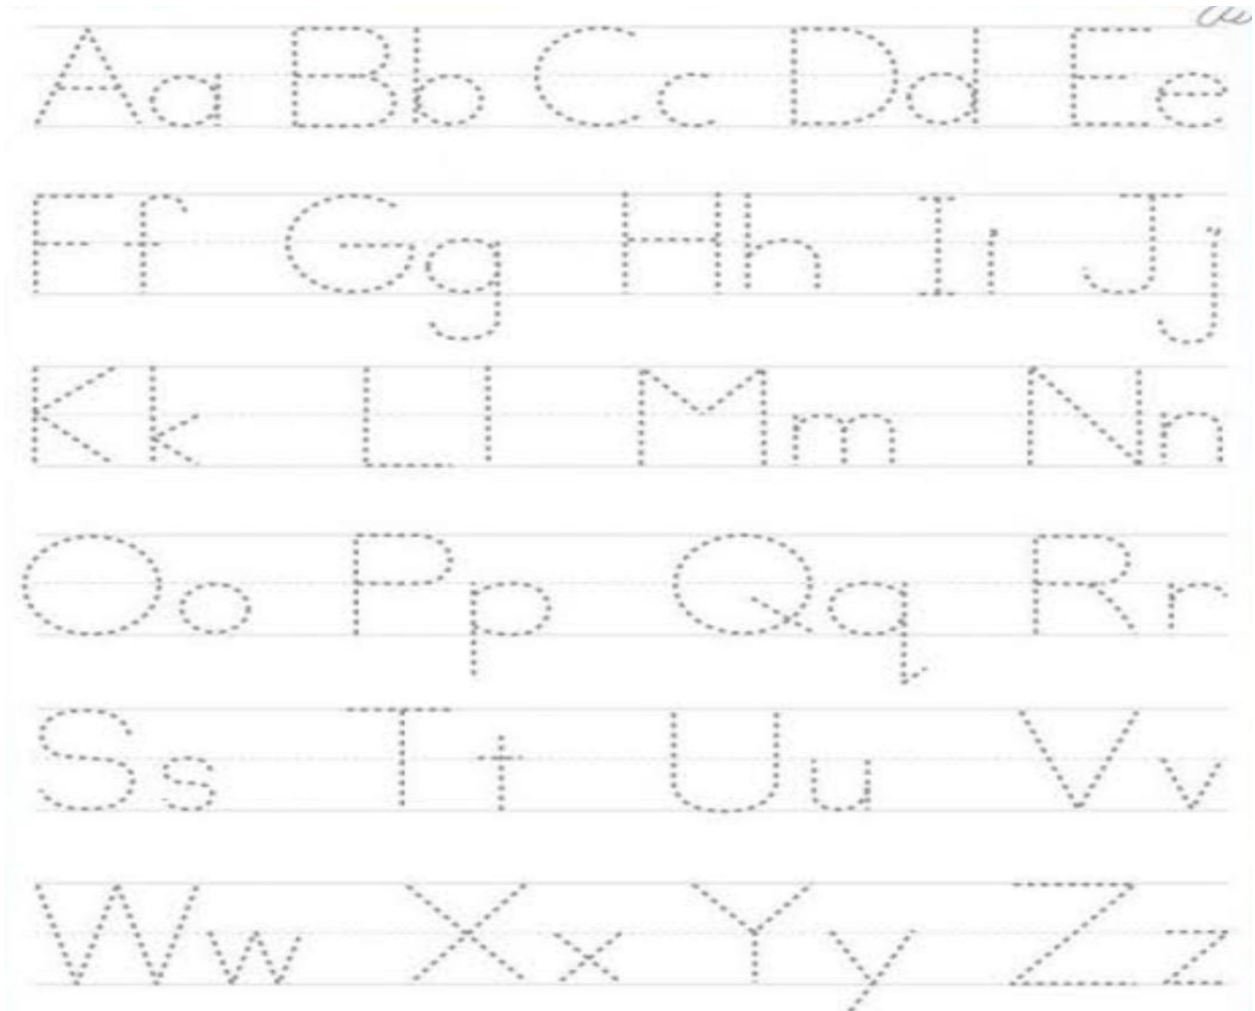 Aa Bb Cc Dd Ee
Ff Gg Hh Ii Jj
Kk Ll Mm Nn
Oo Pp Qq Rr
Ss Tt Uu Vv
Ww Xx Yy Zz